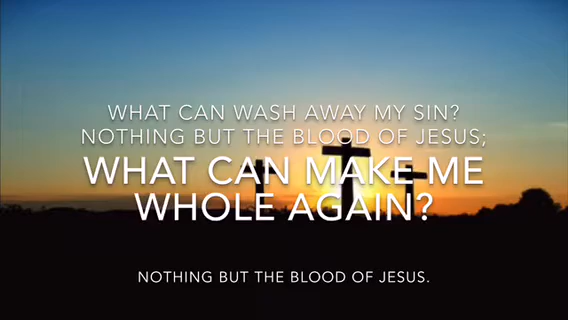 WHAT CAN WASH AWAY MY SIN?
NOTHING BUT THE BLOOD OF JESUS;
WHAT CAN MAKE ME
WHOLE AGAIN?
NOTHING BUT THE BLOOD OF JESUS.